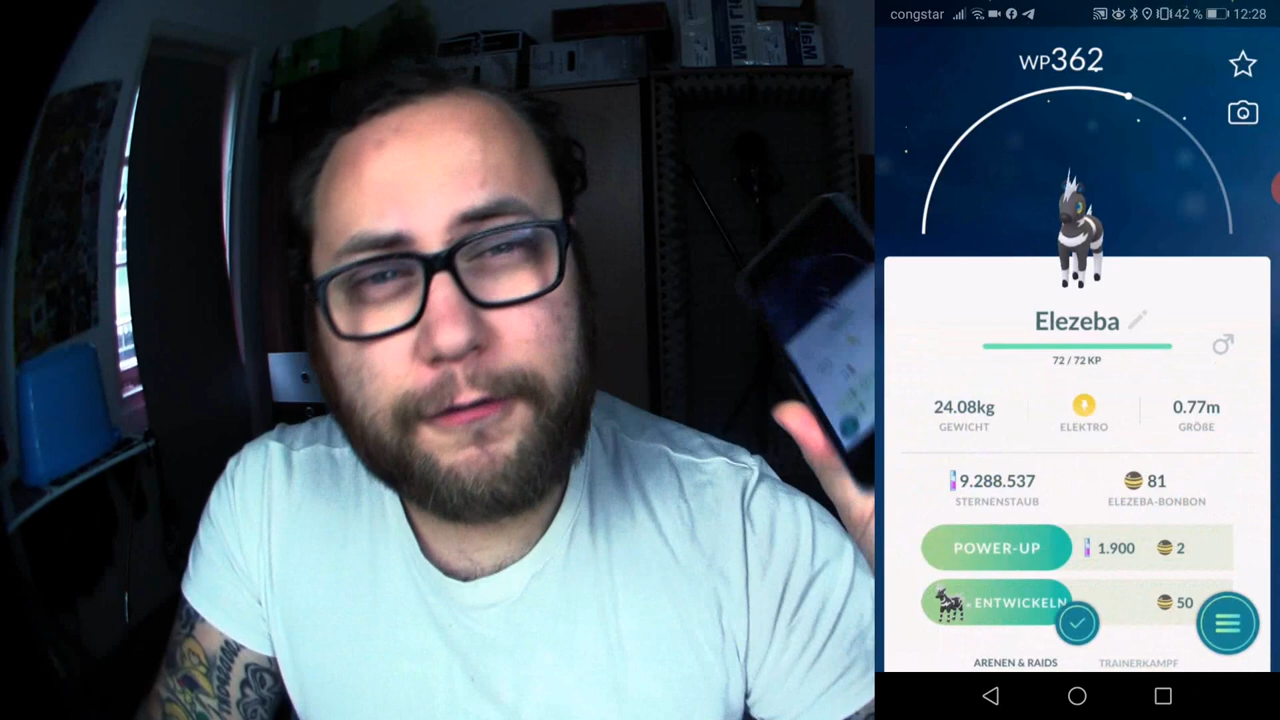 congstar 42 % 12:28
WP362
Elezeba
72 / 72 KP
24.08kg
GEWICHT
ELEKTRO
0.77m
GRÖßE
9.288.537
STERNENSTAUB
81
ELEZEBA-BONBON
POWER-UP 1.900 2
ENTWICKELN 50
ARENEN & RAIDS TRAINERKAMPF